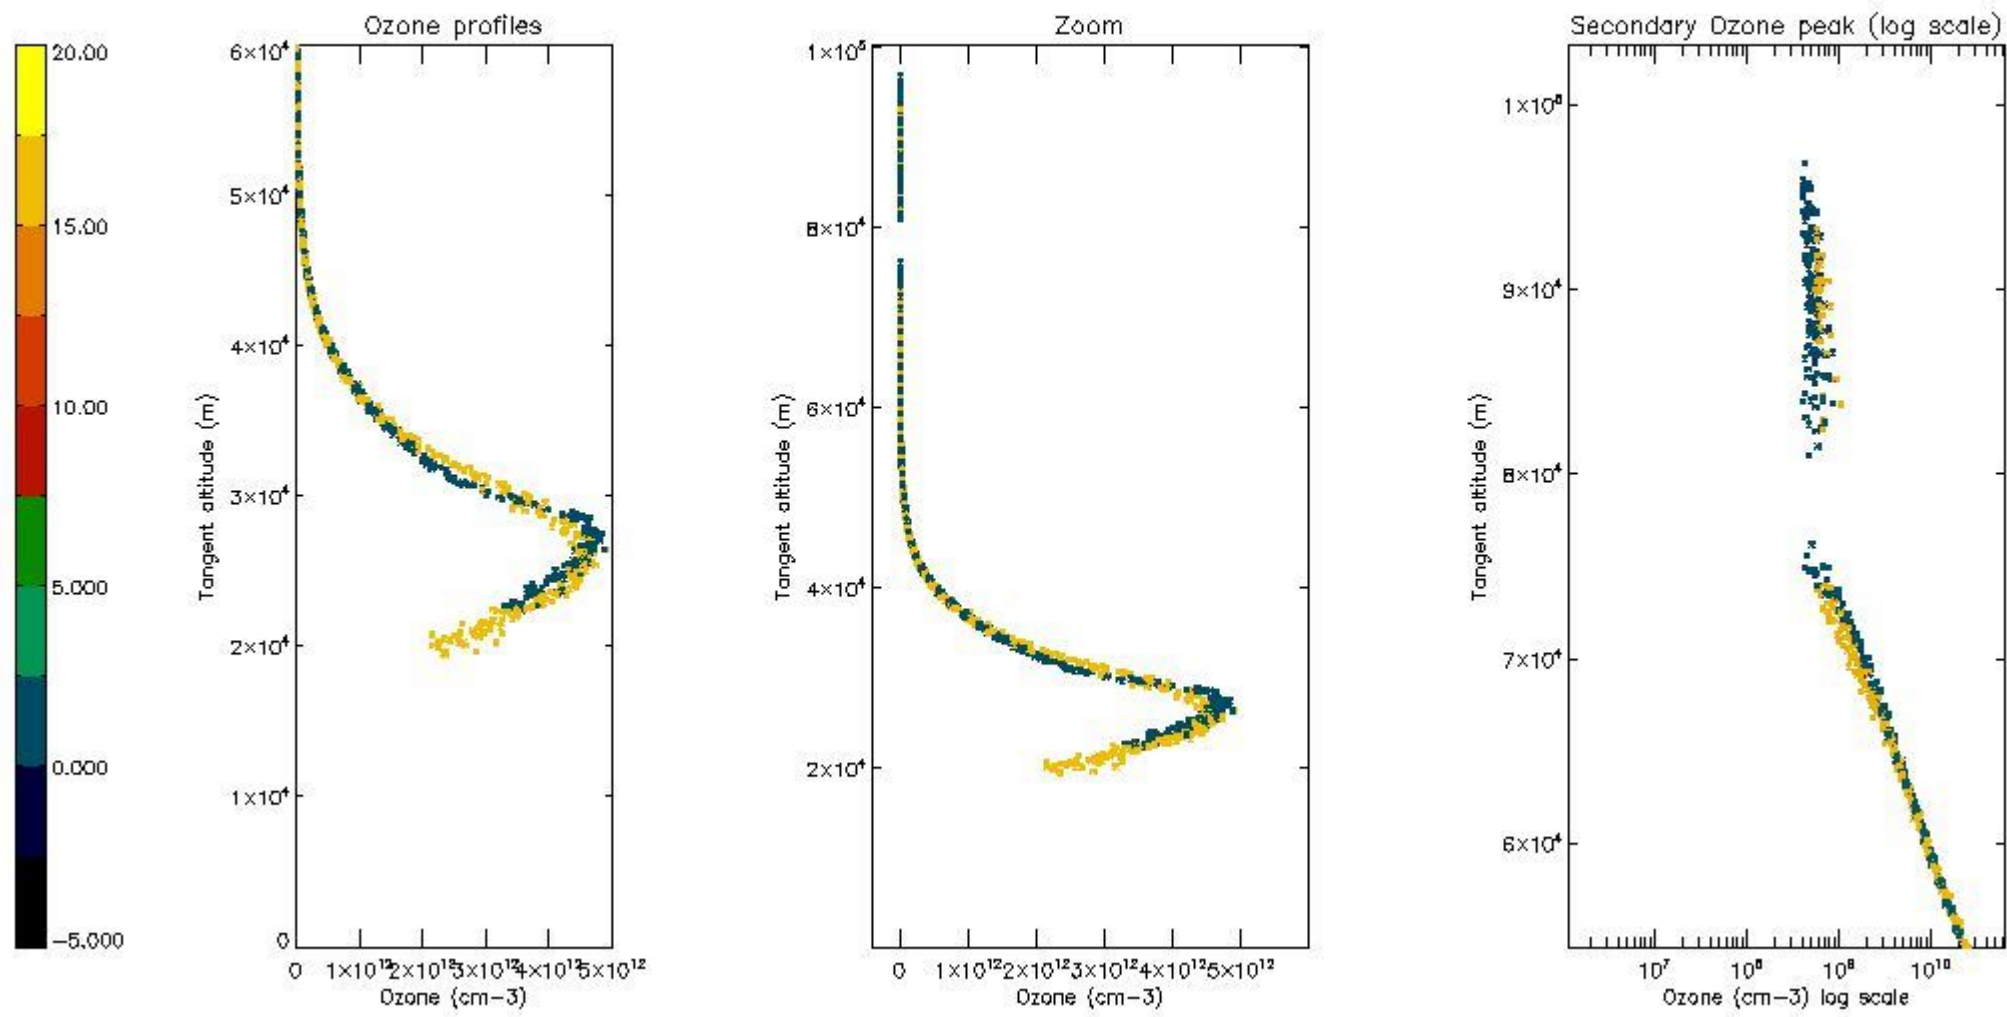 Ozone profiles
Zoom
Secondary Ozone peak (log scale)
20.00
15.00
10.00
5.000
0.000
−5.000
6×10⁴
5×10⁴
4×10⁴
3×10⁴
2×10⁴
1×10⁴
0
Tangent altitude (m)
0 1×10¹² 2×10¹² 3×10¹² 4×10¹² 5×10¹²
Ozone (cm−3)
1×10⁵
8×10⁴
6×10⁴
4×10⁴
2×10⁴
Tangent altitude (m)
0 1×10¹² 2×10¹² 3×10¹² 4×10¹² 5×10¹²
Ozone (cm−3)
9×10⁴
8×10⁴
7×10⁴
6×10⁴
Tangent altitude (m)
10⁷ 10⁹ 10¹⁰
Ozone (cm−3) log scale